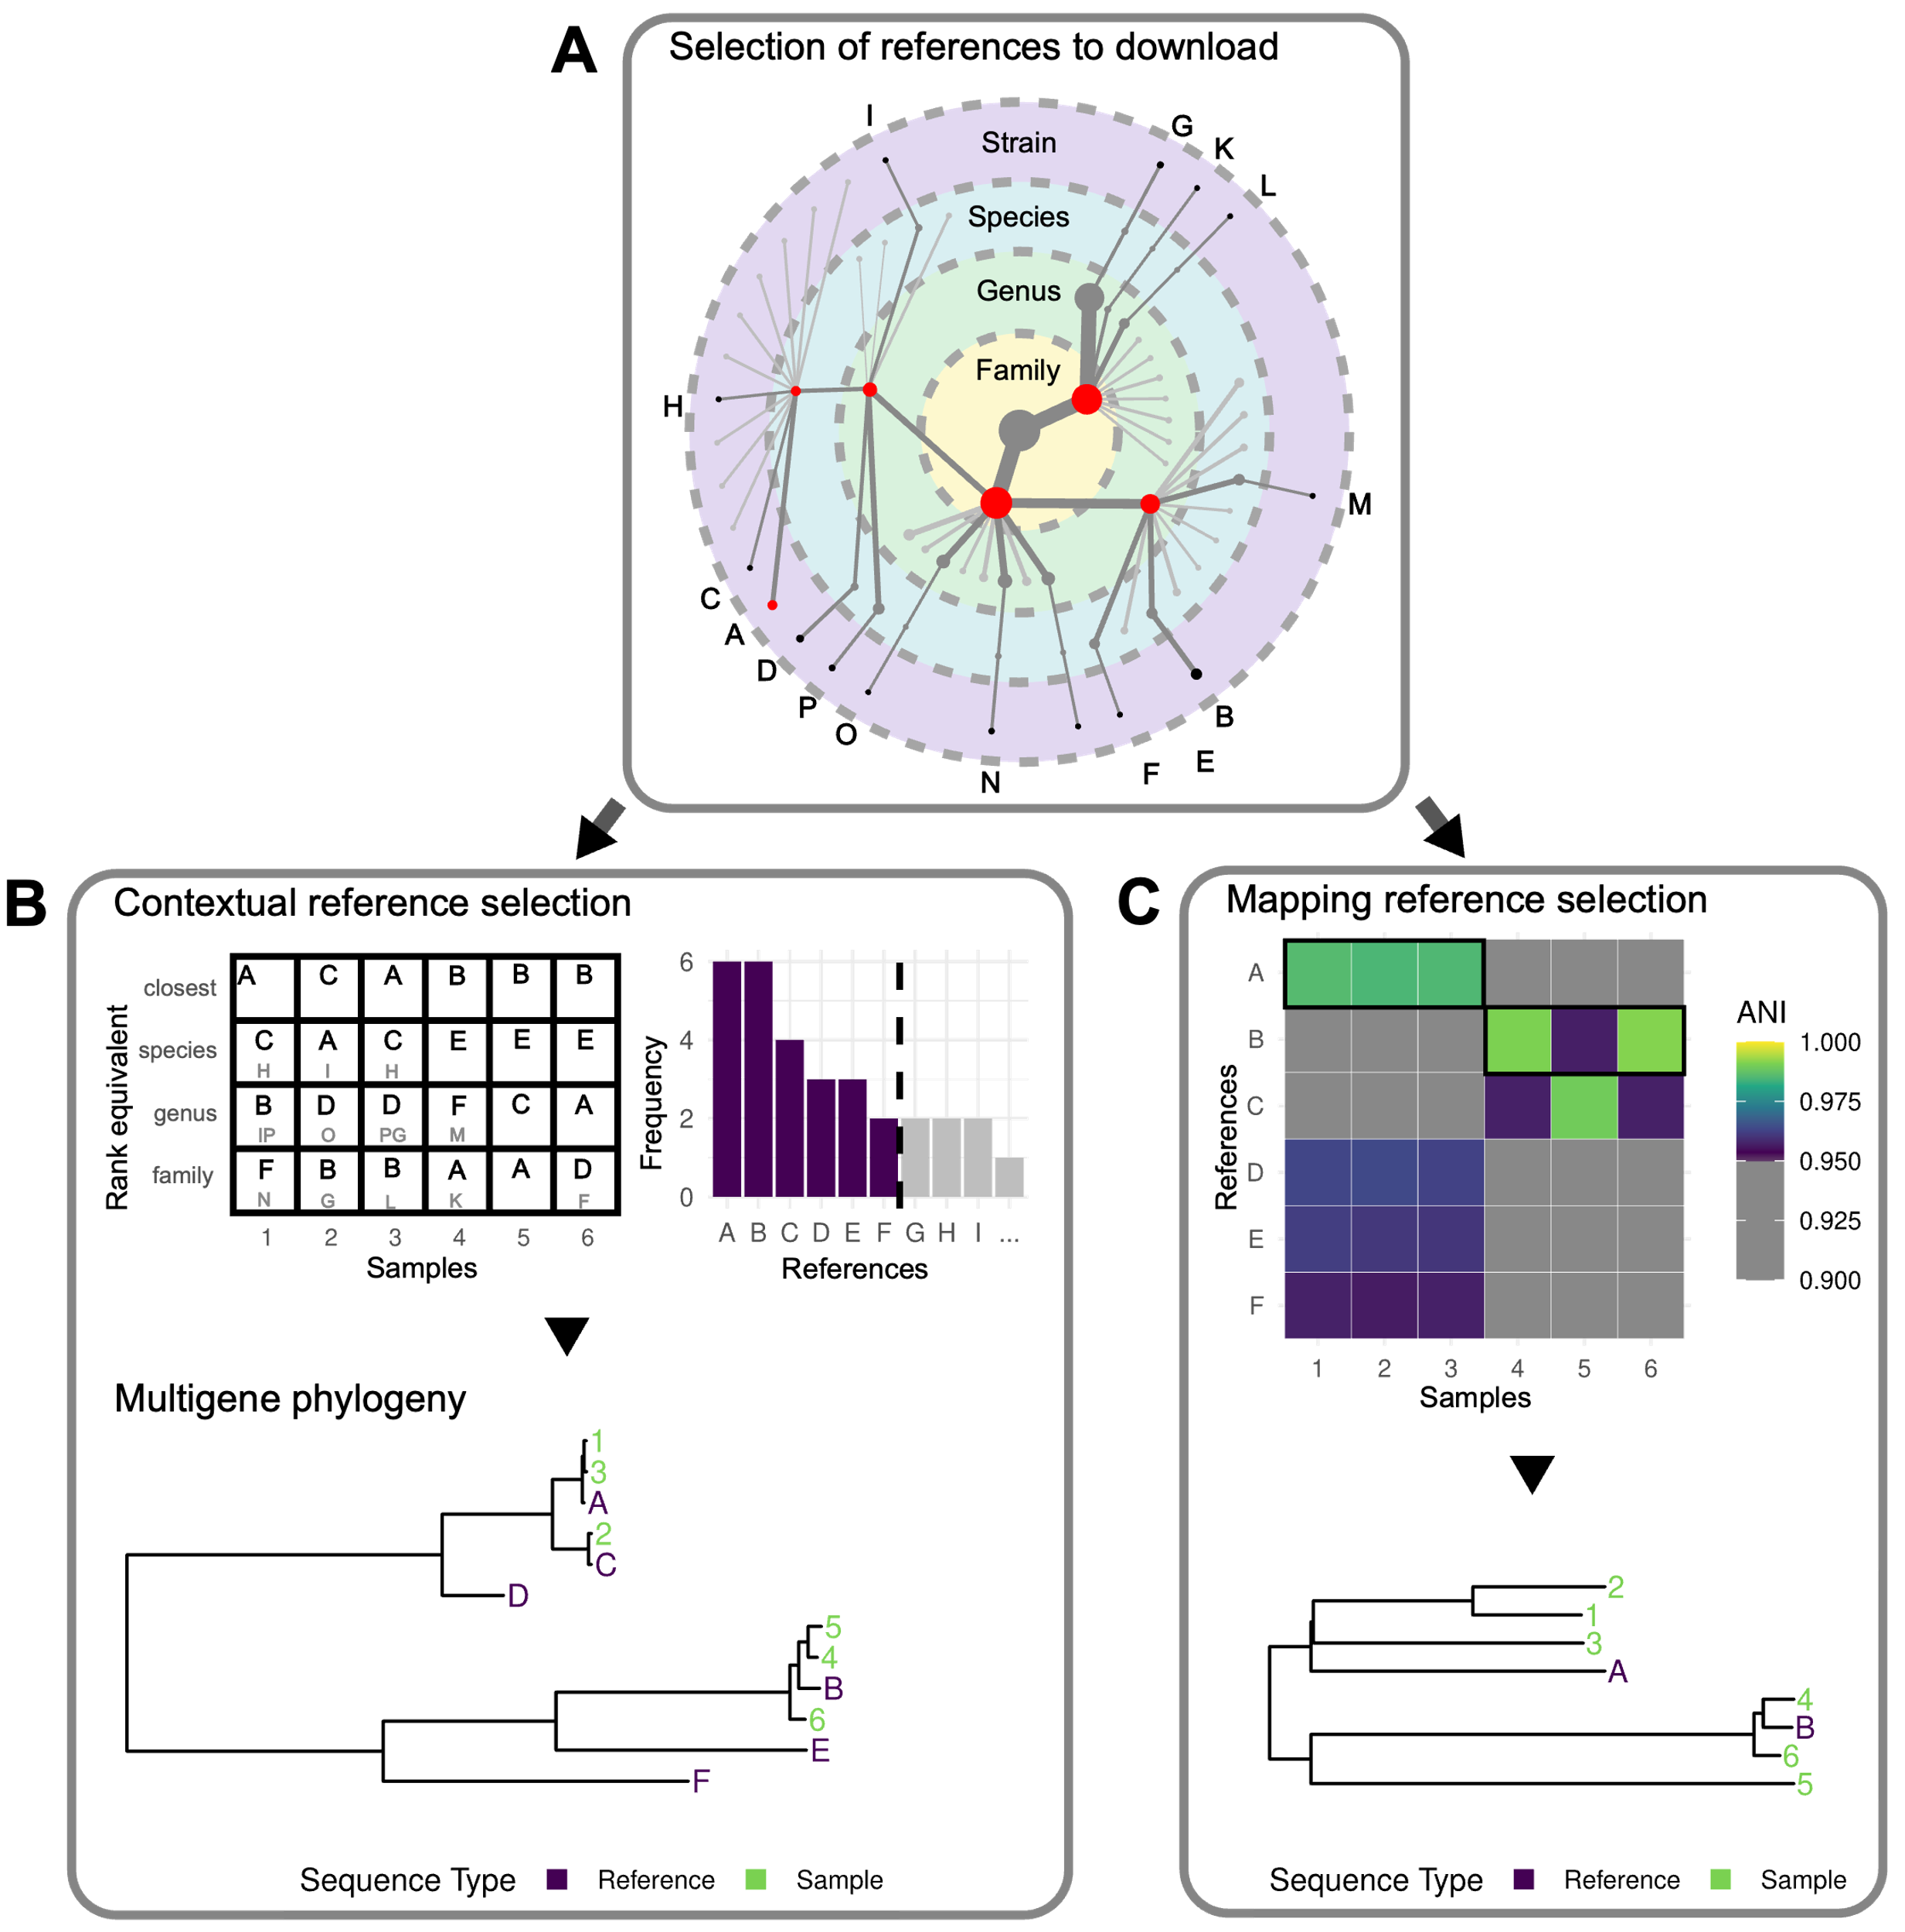 A
Selection of references to download
I
G
K
L
Strain
Species
Genus
Family
H
M
C
A
D
P
O
N
F
E
B
B
Contextual reference selection
Rank equivalent
closest A C A B B B
species C A C E E E
H I H
genus B D D F C A
IP O PG M
family F B B A A D
N G L K F
1 2 3 4 5 6
Samples
Frequency
6
4
2
0
A B C D E F G H I ...
References
Multigene phylogeny
1
3
A
2
C
D
5
4
B
6
E
F
Sequence Type Reference Sample
C
Mapping reference selection
References
A
B
C
D
E
F
1 2 3 4 5 6
Samples
ANI
1.000
0.975
0.950
0.925
0.900
2
1
3
A
4
B
6
5
Sequence Type Reference Sample